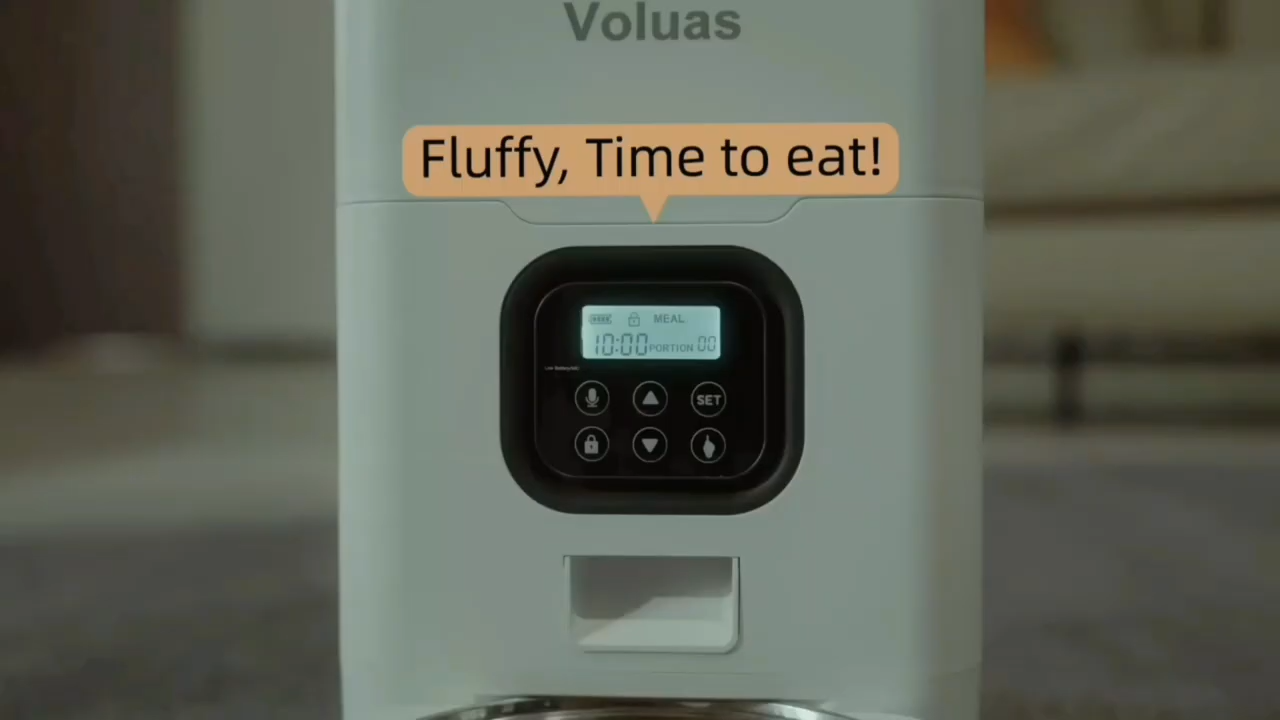 Voluas
Fluffy, Time to eat!
MEAL
10:00 PORTION 00
SET